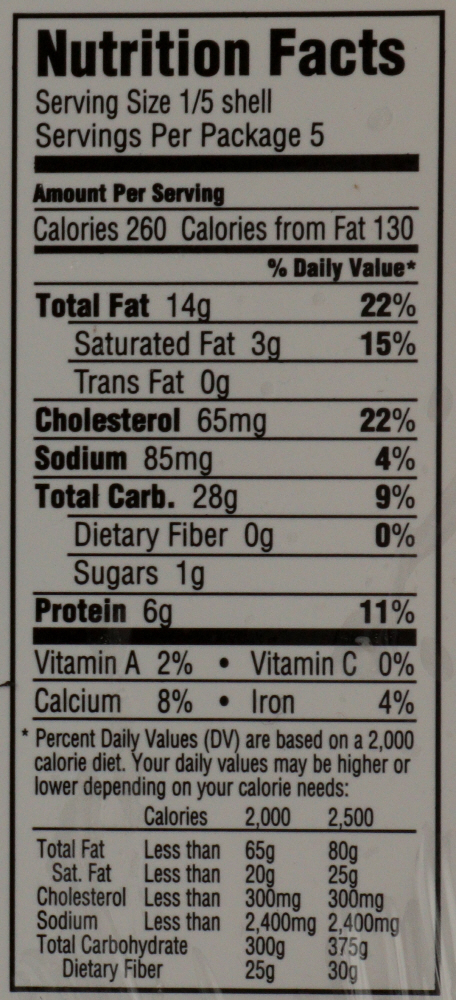 Nutrition Facts
Serving Size 1/5 shell
Servings Per Package 5
Amount Per Serving
Calories 260 Calories from Fat 130
% Daily Value*
Total Fat 14g 22%
Saturated Fat 3g 15%
Trans Fat 0g
Cholesterol 65mg 22%
Sodium 85mg 4%
Total Carb. 28g 9%
Dietary Fiber 0g 0%
Sugars 1g
Protein 6g 11%
Vitamin A 2% • Vitamin C 0%
Calcium 8% • Iron 4%
* Percent Daily Values (DV) are based on a 2,000
calorie diet. Your daily values may be higher or
lower depending on your calorie needs:
Calories 2,000 2,500
Total Fat Less than 65g 80g
Sat. Fat Less than 20g 25g
Cholesterol Less than 300mg 300mg
Sodium Less than 2,400mg 2,400mg
Total Carbohydrate 300g 375g
Dietary Fiber 25g 30g